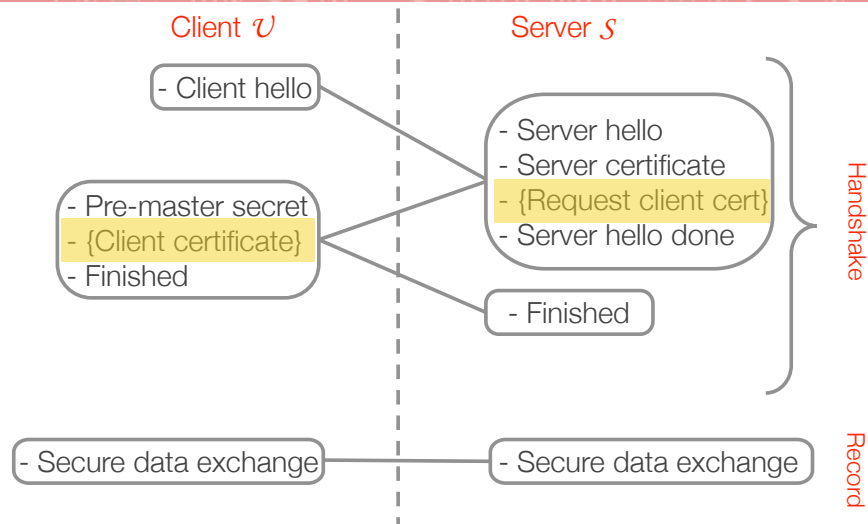 Client 𝒰
Server 𝒮
- Client hello
- Server hello
- Server certificate
- {Request client cert}
- Server hello done
- Pre-master secret
- {Client certificate}
- Finished
- Finished
Handshake
- Secure data exchange
- Secure data exchange
Record